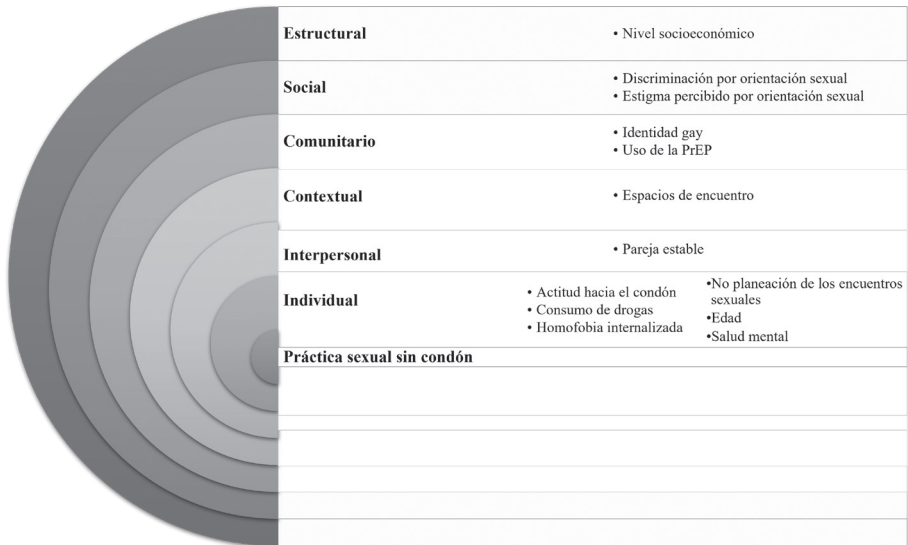 Estructural
• Nivel socioeconómico
Social
• Discriminación por orientación sexual
• Estigma percibido por orientación sexual
Comunitario
• Identidad gay
• Uso de la PrEP
Contextual
• Espacios de encuentro
Interpersonal
• Pareja estable
Individual
• Actitud hacia el condón
• Consumo de drogas
• Homofobia internalizada
•No planeación de los encuentros
sexuales
•Edad
•Salud mental
Práctica sexual sin condón